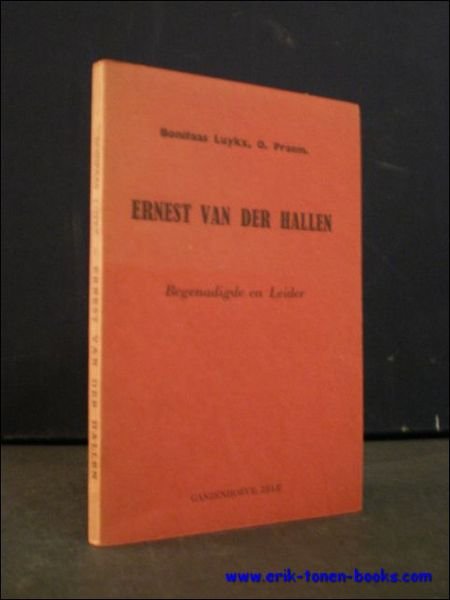 Bonifaas Luykx, O. Praem.
ERNEST VAN DER HALLEN
Begenadigde en Leider
GANZENHOEVE, ZELE
ERNEST VAN DER HALLEN
www.erik-tonen-books.com